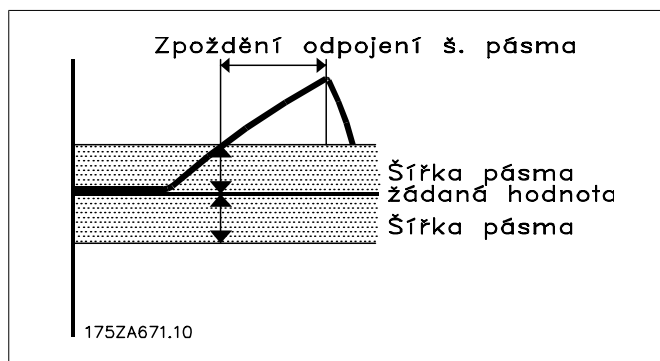 Zpoždění odpojení š. pásma
Šířka pásma
žádaná hodnota
Šířka pásma
175ZA671.10